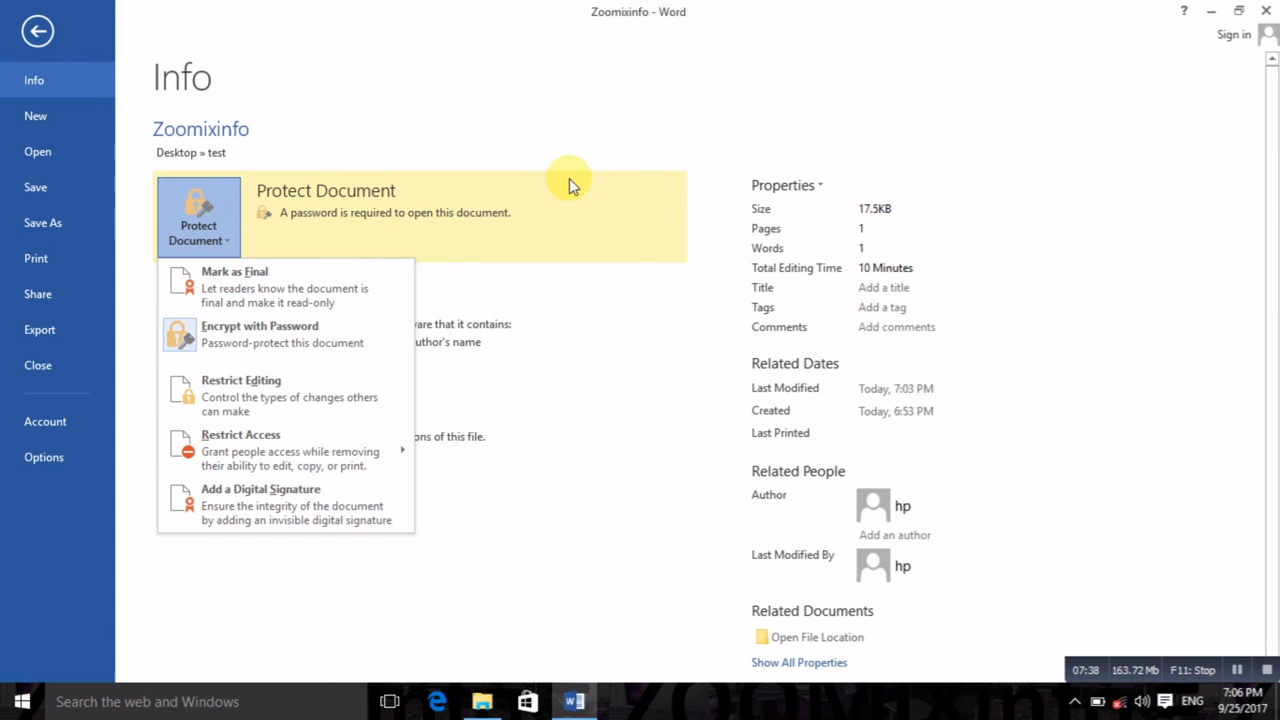 Zoomixinfo - Word
?
Sign in
Info
New
Open
Save
Save As
Print
Share
Export
Close
Account
Options
Info
Zoomixinfo
Desktop » test
Protect Document
Protect Document
A password is required to open this document.
Mark as Final
Let readers know the document is
final and make it read-only
Encrypt with Password
Password-protect this document
Restrict Editing
Control the types of changes others
can make
Restrict Access
Grant people access while removing
their ability to edit, copy, or print.
Add a Digital Signature
Ensure the integrity of the document
by adding an invisible digital signature
are that it contains:
uthor's name
ons of this file.
Properties
Size 17.5KB
Pages 1
Words 1
Total Editing Time 10 Minutes
Title Add a title
Tags Add a tag
Comments Add comments
Related Dates
Last Modified Today, 7:03 PM
Created Today, 6:53 PM
Last Printed
Related People
Author hp
Add an author
Last Modified By hp
Related Documents
Open File Location
Show All Properties
07:38 163.72 Mb F11: Stop
Search the web and Windows
ENG
7:06 PM
9/25/2017